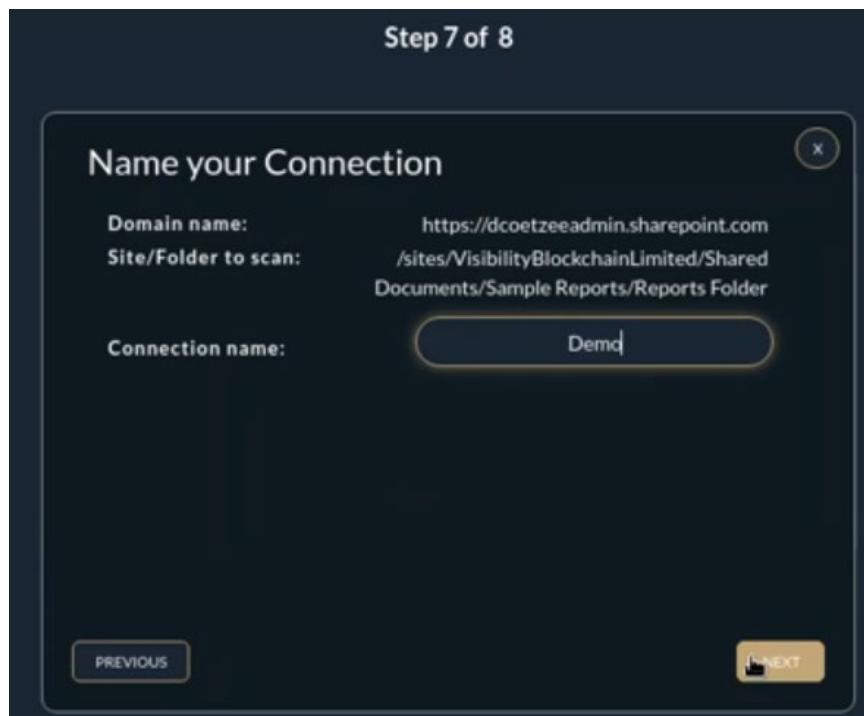 Step 7 of 8
Name your Connection
X
Domain name: https://dcoetzeeadmin.sharepoint.com
Site/Folder to scan: /sites/VisibilityBlockchainLimited/Shared
Documents/Sample Reports/Reports Folder
Connection name: Demo
PREVIOUS NEXT